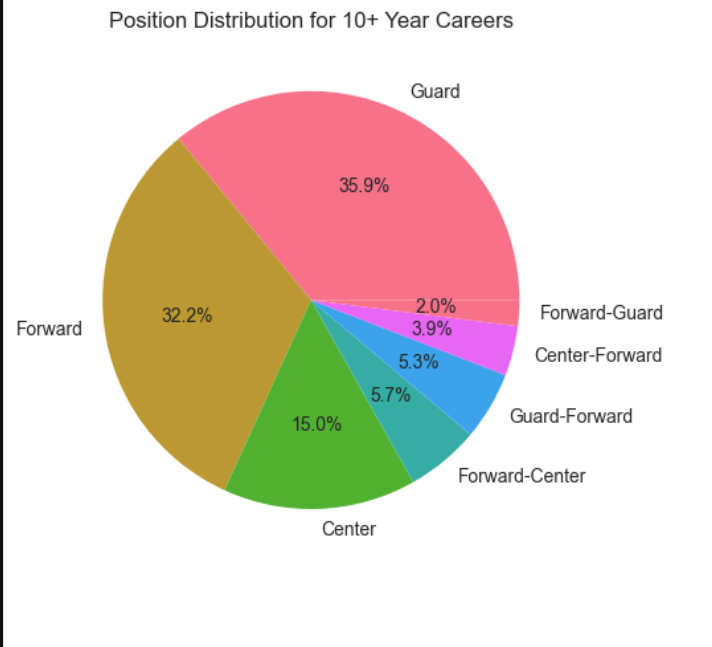 Position Distribution for 10+ Year Careers
Guard
35.9%
Forward
32.2%
Center
15.0%
Forward-Center
5.7%
Guard-Forward
5.3%
Center-Forward
3.9%
Forward-Guard
2.0%